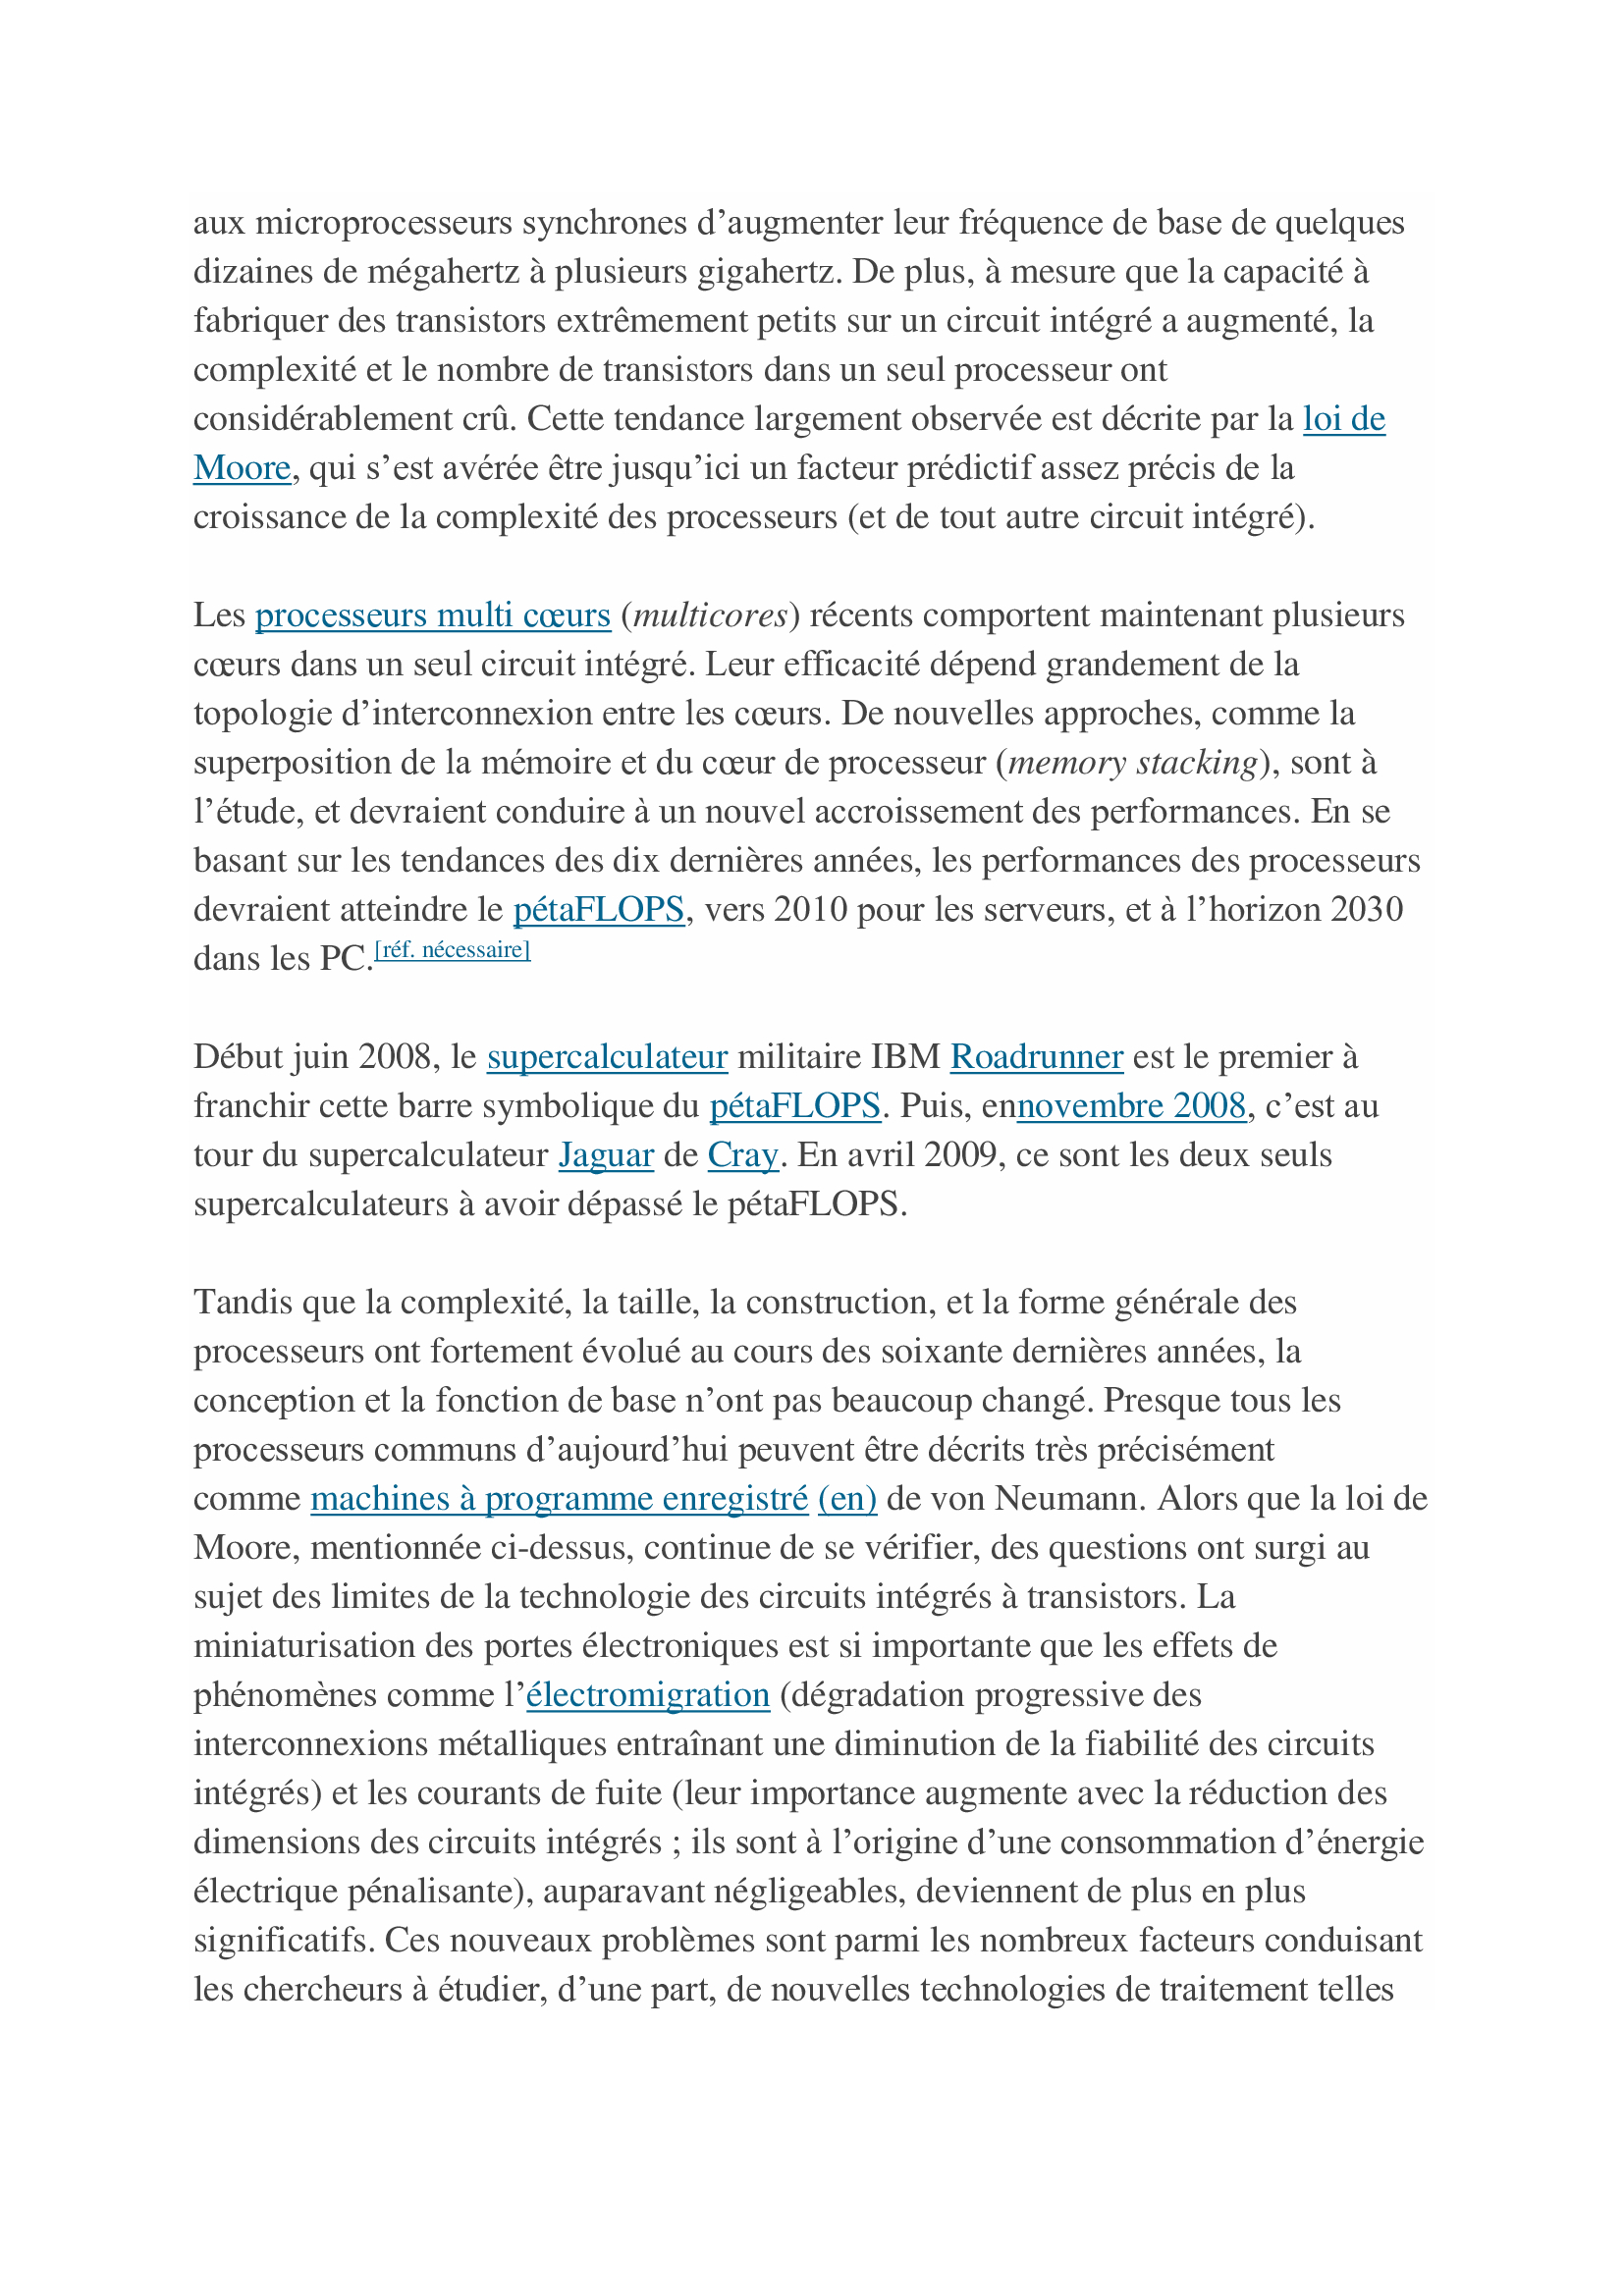 aux microprocesseurs synchrones d’augmenter leur fréquence de base de quelques
dizaines de mégahertz à plusieurs gigahertz. De plus, à mesure que la capacité à
fabriquer des transistors extrêmement petits sur un circuit intégré a augmenté, la
complexité et le nombre de transistors dans un seul processeur ont
considérablement crû. Cette tendance largement observée est décrite par la loi de
Moore, qui s’est avérée être jusqu’ici un facteur prédictif assez précis de la
croissance de la complexité des processeurs (et de tout autre circuit intégré).
Les processeurs multi cœurs (multicores) récents comportent maintenant plusieurs
cœurs dans un seul circuit intégré. Leur efficacité dépend grandement de la
topologie d’interconnexion entre les cœurs. De nouvelles approches, comme la
superposition de la mémoire et du cœur de processeur (memory stacking), sont à
l’étude, et devraient conduire à un nouvel accroissement des performances. En se
basant sur les tendances des dix dernières années, les performances des processeurs
devraient atteindre le pétaFLOPS, vers 2010 pour les serveurs, et à l’horizon 2030
dans les PC.[réf. nécessaire]
Début juin 2008, le supercalculateur militaire IBM Roadrunner est le premier à
franchir cette barre symbolique du pétaFLOPS. Puis, ennovembre 2008, c’est au
tour du supercalculateur Jaguar de Cray. En avril 2009, ce sont les deux seuls
supercalculateurs à avoir dépassé le pétaFLOPS.
Tandis que la complexité, la taille, la construction, et la forme générale des
processeurs ont fortement évolué au cours des soixante dernières années, la
conception et la fonction de base n’ont pas beaucoup changé. Presque tous les
processeurs communs d’aujourd’hui peuvent être décrits très précisément
comme machines à programme enregistré (en) de von Neumann. Alors que la loi de
Moore, mentionnée ci-dessus, continue de se vérifier, des questions ont surgi au
sujet des limites de la technologie des circuits intégrés à transistors. La
miniaturisation des portes électroniques est si importante que les effets de
phénomènes comme l’électromigration (dégradation progressive des
interconnexions métalliques entraînant une diminution de la fiabilité des circuits
intégrés) et les courants de fuite (leur importance augmente avec la réduction des
dimensions des circuits intégrés ; ils sont à l’origine d’une consommation d’énergie
électrique pénalisante), auparavant négligeables, deviennent de plus en plus
significatifs. Ces nouveaux problèmes sont parmi les nombreux facteurs conduisant
les chercheurs à étudier, d’une part, de nouvelles technologies de traitement telles